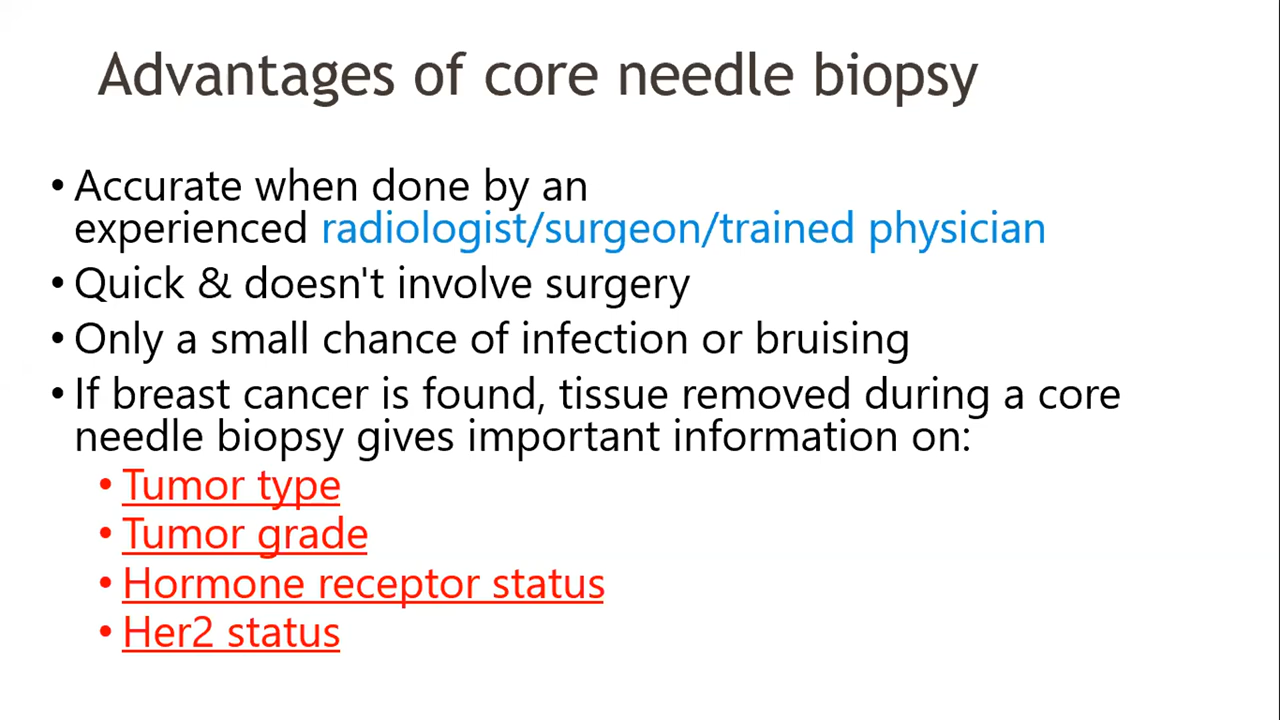 Advantages of core needle biopsy
• Accurate when done by an
experienced radiologist/surgeon/trained physician
• Quick & doesn't involve surgery
• Only a small chance of infection or bruising
• If breast cancer is found, tissue removed during a core
needle biopsy gives important information on:
• Tumor type
• Tumor grade
• Hormone receptor status
• Her2 status